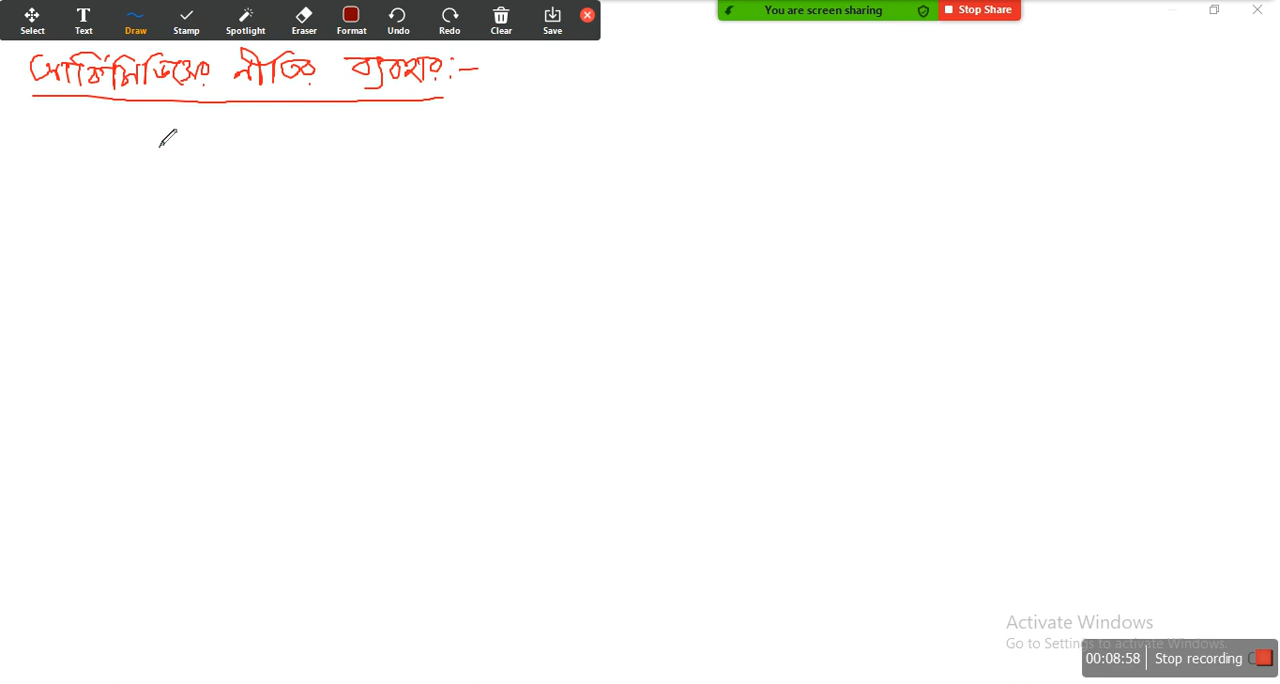 Select Text Draw Stamp Spotlight Eraser Format Undo Redo Clear Save
You are screen sharing Stop Share
আর্কিমিডিসের নীতির ব্যবহার :-
Activate Windows
Go to Settings to activate Windows.
00:08:58 Stop recording